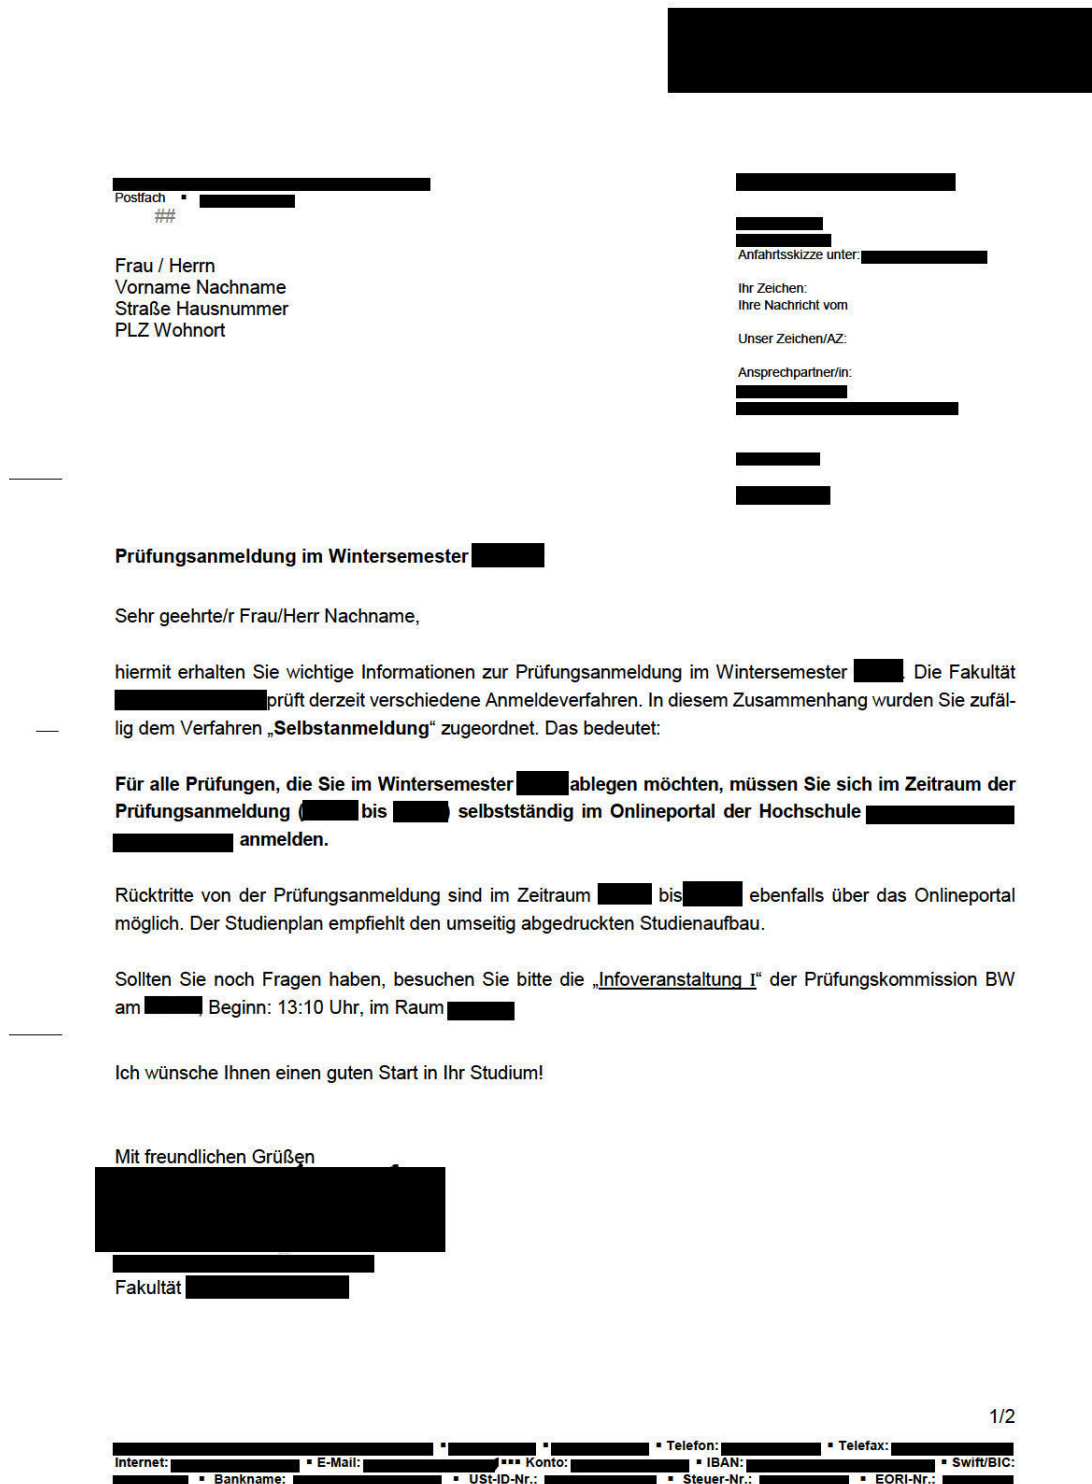 Postfach ▪
##
Frau / Herrn
Vorname Nachname
Straße Hausnummer
PLZ Wohnort
Anfahrtsskizze unter:
Ihr Zeichen:
Ihre Nachricht vom
Unser Zeichen/AZ:
Ansprechpartner/in:
Prüfungsanmeldung im Wintersemester
Sehr geehrte/r Frau/Herr Nachname,
hiermit erhalten Sie wichtige Informationen zur Prüfungsanmeldung im Wintersemester . Die Fakultät
prüft derzeit verschiedene Anmeldeverfahren. In diesem Zusammenhang wurden Sie zufäl-
lig dem Verfahren „Selbstanmeldung“ zugeordnet. Das bedeutet:
Für alle Prüfungen, die Sie im Wintersemester ablegen möchten, müssen Sie sich im Zeitraum der
Prüfungsanmeldung ( bis ) selbstständig im Onlineportal der Hochschule
anmelden.
Rücktritte von der Prüfungsanmeldung sind im Zeitraum bis ebenfalls über das Onlineportal
möglich. Der Studienplan empfiehlt den umseitig abgedruckten Studienaufbau.
Sollten Sie noch Fragen haben, besuchen Sie bitte die „Infoveranstaltung I“ der Prüfungskommission BW
am , Beginn: 13:10 Uhr, im Raum
Ich wünsche Ihnen einen guten Start in Ihr Studium!
Mit freundlichen Grüßen
Fakultät
1/2
▪ ▪ ▪ Telefon: ▪ Telefax:
Internet: ▪ E-Mail: ▪▪▪ Konto: ▪ IBAN: ▪ Swift/BIC:
▪ Bankname: ▪ USt-ID-Nr.: ▪ Steuer-Nr.: ▪ EORI-Nr.: